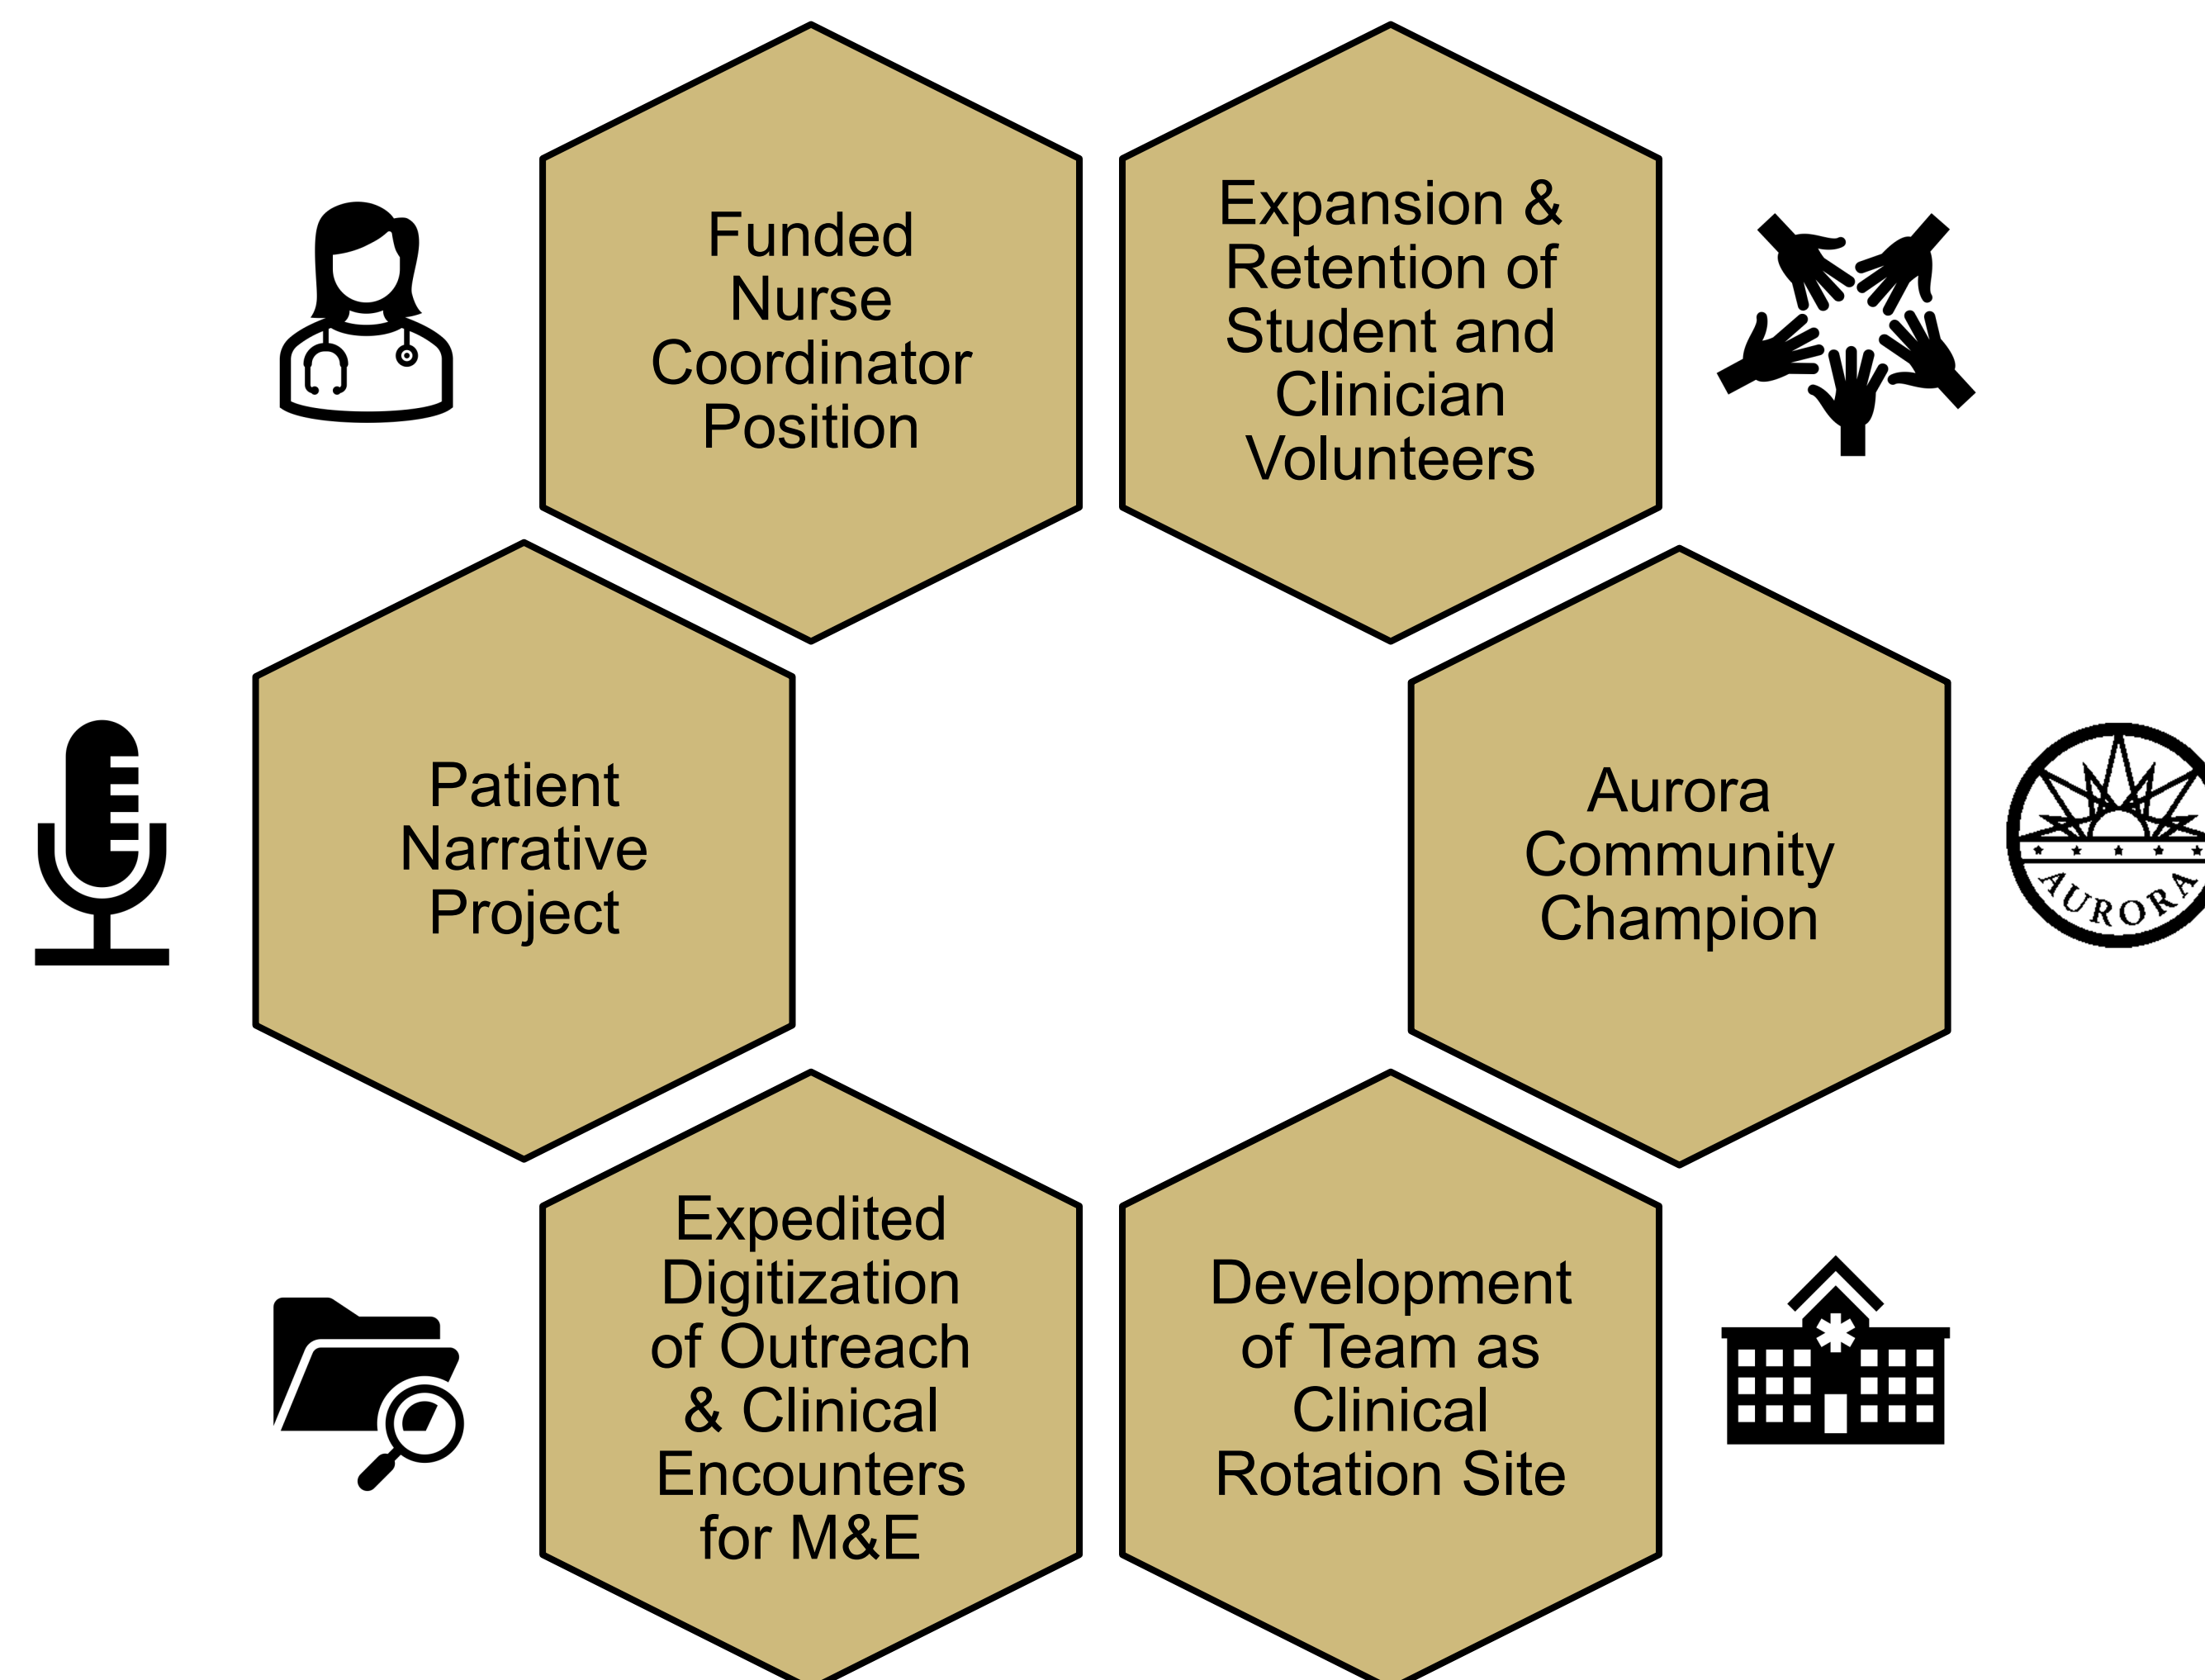 Funded
Nurse
Coordinator
Position
Expansion &
Retention of
Student and
Clinician
Volunteers
Patient
Narrative
Project
Aurora
Community
Champion
AURORA
Expedited
Digitization
of Outreach
& Clinical
Encounters
for M&E
Development
of Team as
Clinical
Rotation Site